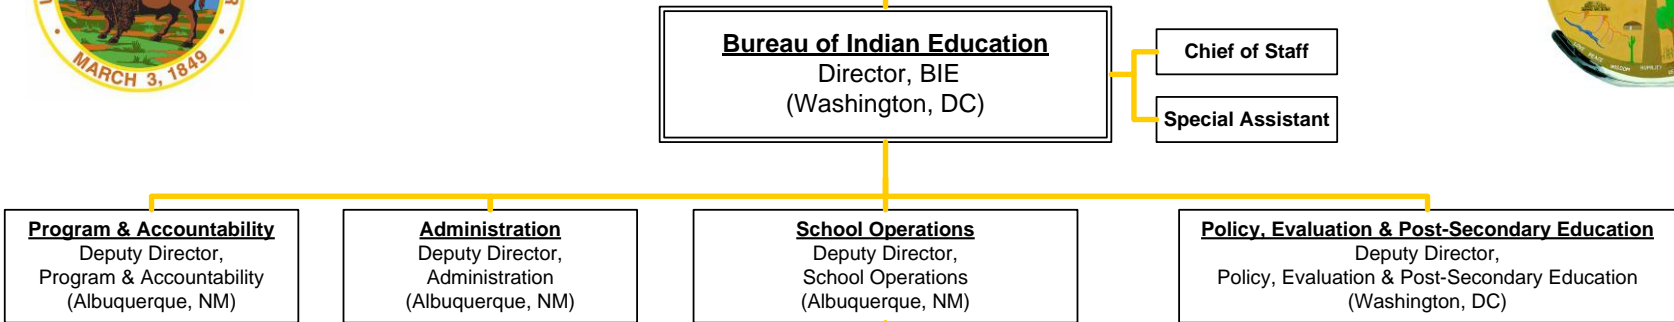 MARCH 3, 1849
Bureau of Indian Education
Director, BIE
(Washington, DC)
Chief of Staff
Special Assistant
Program & Accountability
Deputy Director,
Program & Accountability
(Albuquerque, NM)
Administration
Deputy Director,
Administration
(Albuquerque, NM)
School Operations
Deputy Director,
School Operations
(Albuquerque, NM)
Policy, Evaluation & Post-Secondary Education
Deputy Director,
Policy, Evaluation & Post-Secondary Education
(Washington, DC)